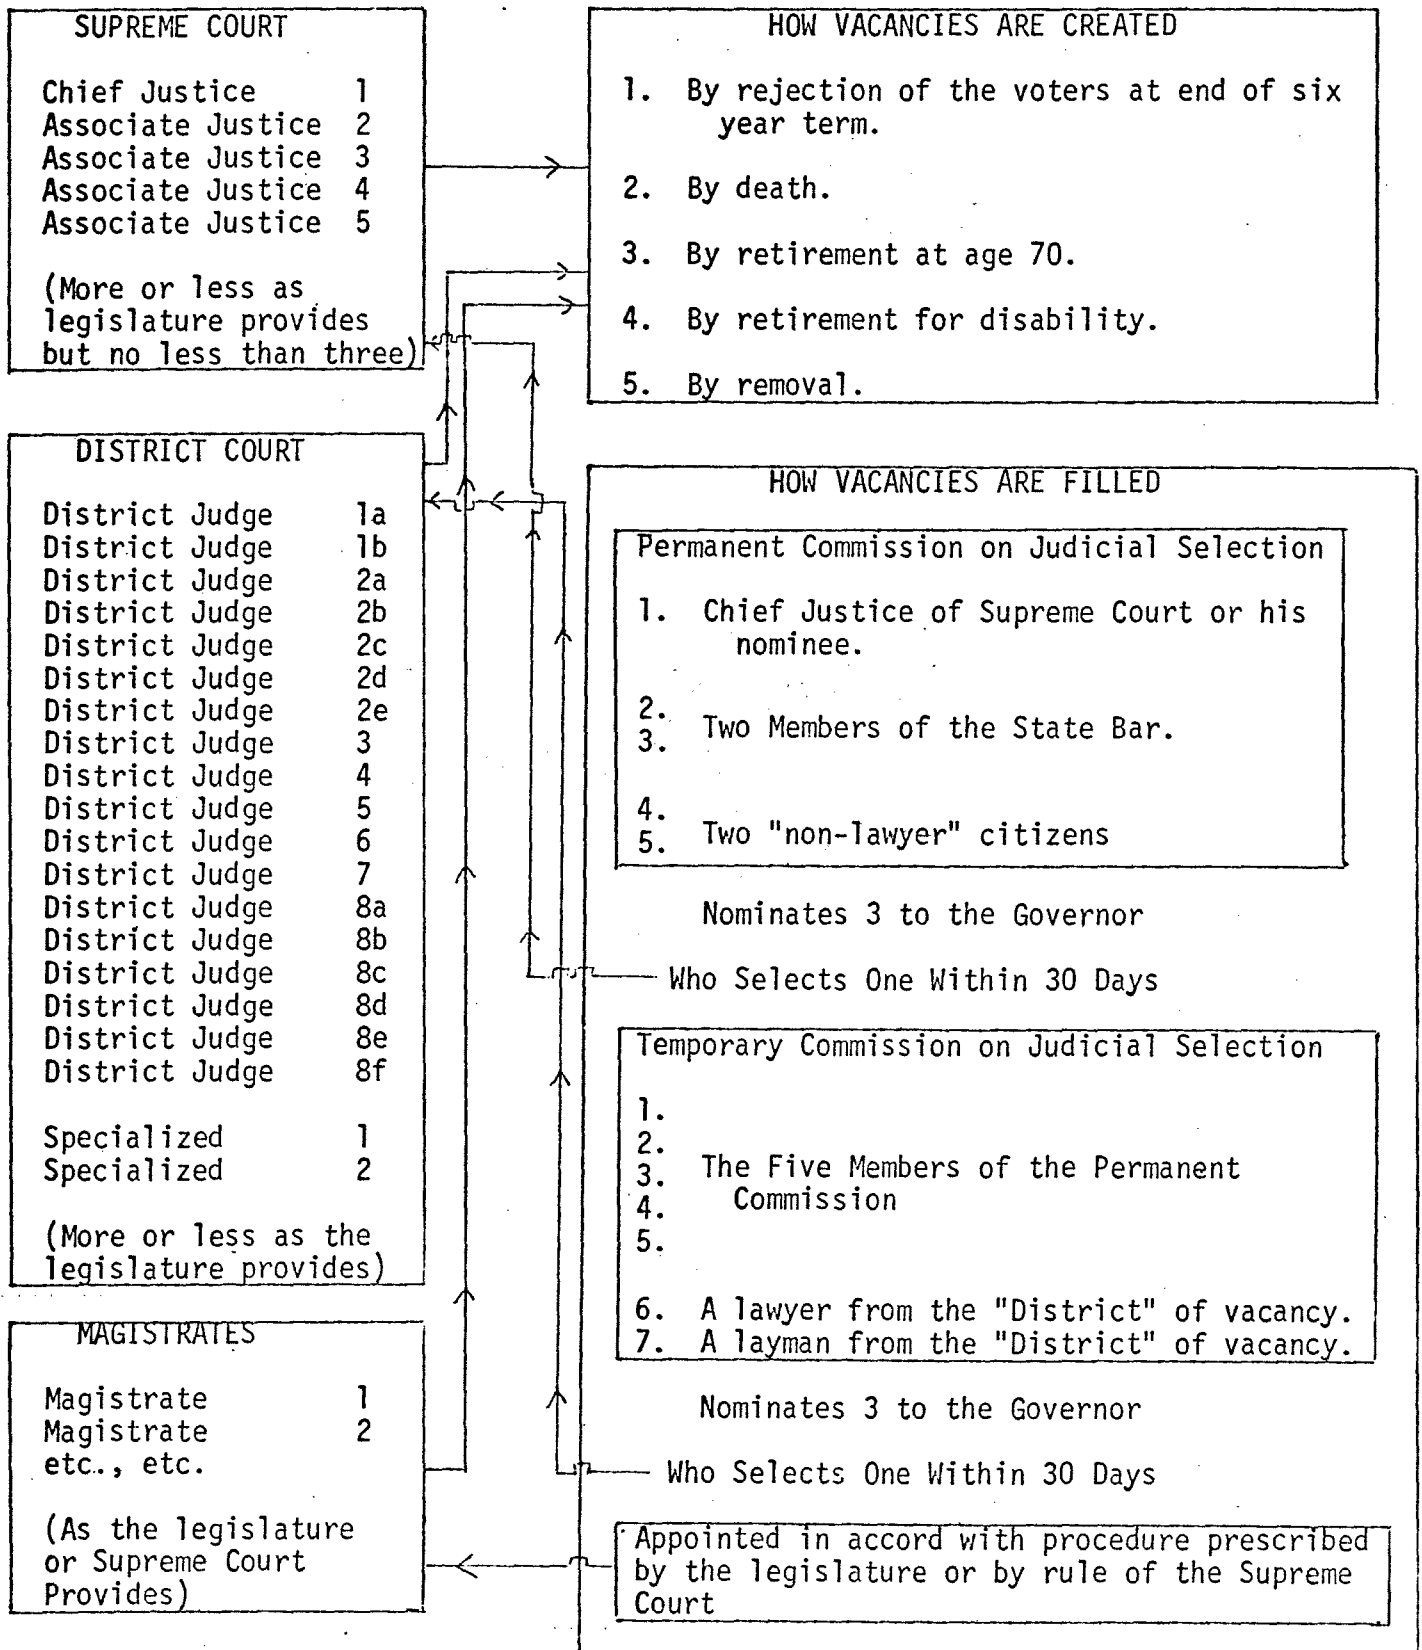 SUPREME COURT
Chief Justice 1
Associate Justice 2
Associate Justice 3
Associate Justice 4
Associate Justice 5
(More or less as
legislature provides
but no less than three)
HOW VACANCIES ARE CREATED
1. By rejection of the voters at end of six
year term.
2. By death.
3. By retirement at age 70.
4. By retirement for disability.
5. By removal.
DISTRICT COURT
District Judge 1a
District Judge 1b
District Judge 2a
District Judge 2b
District Judge 2c
District Judge 2d
District Judge 2e
District Judge 3
District Judge 4
District Judge 5
District Judge 6
District Judge 7
District Judge 8a
District Judge 8b
District Judge 8c
District Judge 8d
District Judge 8e
District Judge 8f
Specialized 1
Specialized 2
(More or less as the
legislature provides)
HOW VACANCIES ARE FILLED
Permanent Commission on Judicial Selection
1. Chief Justice of Supreme Court or his
nominee.
2.
3. Two Members of the State Bar.
4.
5. Two "non-lawyer" citizens
Nominates 3 to the Governor
Who Selects One Within 30 Days
Temporary Commission on Judicial Selection
1.
2.
3. The Five Members of the Permanent
4. Commission
5.
6. A lawyer from the "District" of vacancy.
7. A layman from the "District" of vacancy.
Nominates 3 to the Governor
Who Selects One Within 30 Days
MAGISTRATES
Magistrate 1
Magistrate 2
etc., etc.
(As the legislature
or Supreme Court
Provides)
Appointed in accord with procedure prescribed
by the legislature or by rule of the Supreme
Court